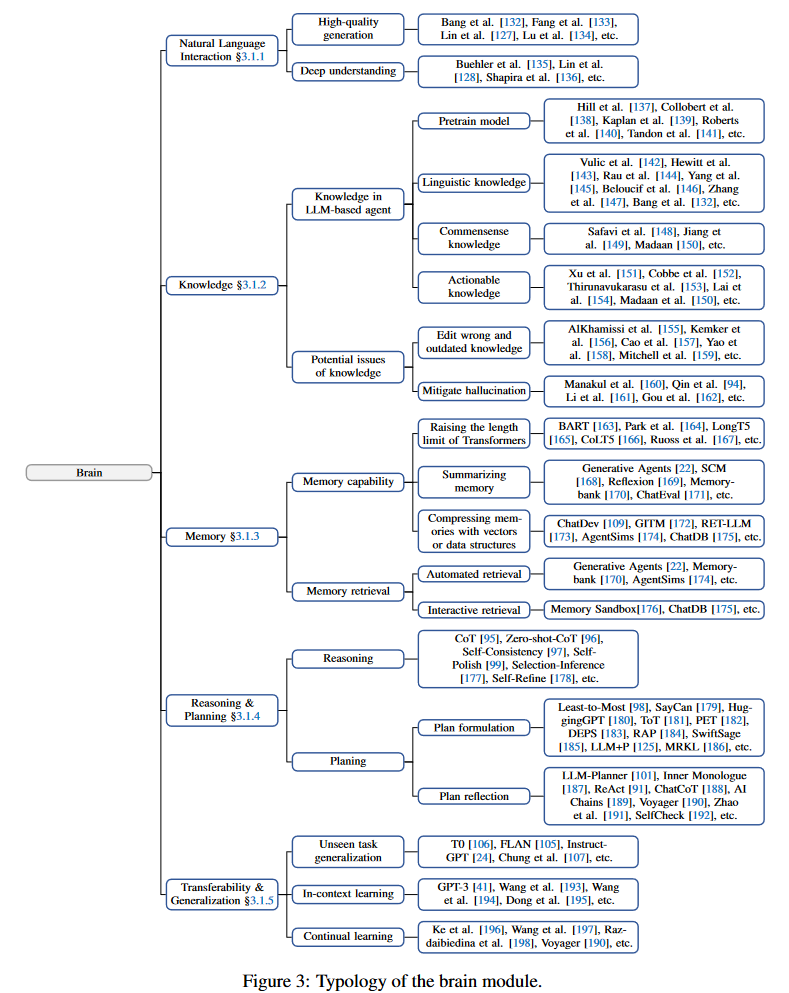 High-quality
generation
Bang et al. [132], Fang et al. [133],
Lin et al. [127], Lu et al. [134], etc.
Natural Language
Interaction §3.1.1
Deep understanding
Buehler et al. [135], Lin et al.
[128], Shapira et al. [136], etc.
Pretrain model
Hill et al. [137], Collobert et al.
[138], Kaplan et al. [139], Roberts
et al. [140], Tandon et al. [141], etc.
Knowledge in
LLM-based agent
Linguistic knowledge
Vulic et al. [142], Hewitt et al.
[143], Rau et al. [144], Yang et al.
[145], Beloucif et al. [146], Zhang
et al. [147], Bang et al. [132], etc.
Commensense
knowledge
Safavi et al. [148], Jiang et
al. [149], Madaan [150], etc.
Actionable
knowledge
Xu et al. [151], Cobbe et al. [152],
Thirunavukarasu et al. [153], Lai et
al. [154], Madaan et al. [150], etc.
Knowledge §3.1.2
Potential issues
of knowledge
Edit wrong and
outdated knowledge
AlKhamissi et al. [155], Kemker et
al. [156], Cao et al. [157], Yao et
al. [158], Mitchell et al. [159], etc.
Mitigate hallucination
Manakul et al. [160], Qin et al. [94],
Li et al. [161], Gou et al. [162], etc.
Brain
Raising the length
limit of Transformers
BART [163], Park et al. [164], LongT5
[165], CoLT5 [166], Ruoss et al. [167], etc.
Memory capability
Summarizing
memory
Generative Agents [22], SCM
[168], Reflexion [169], Memory-
bank [170], ChatEval [171], etc.
Compressing mem-
ories with vectors
or data structures
ChatDev [109], GITM [172], RET-LLM
[173], AgentSims [174], ChatDB [175], etc.
Memory §3.1.3
Memory retrieval
Automated retrieval
Generative Agents [22], Memory-
bank [170], AgentSims [174], etc.
Interactive retrieval
Memory Sandbox[176], ChatDB [175], etc.
Reasoning
CoT [95], Zero-shot-CoT [96],
Self-Consistency [97], Self-
Polish [99], Selection-Inference
[177], Self-Refine [178], etc.
Reasoning &
Planning §3.1.4
Planing
Plan formulation
Least-to-Most [98], SayCan [179], Hug-
gingGPT [180], ToT [181], PET [182],
DEPS [183], RAP [184], SwiftSage
[185], LLM+P [125], MRKL [186], etc.
Plan reflection
LLM-Planner [101], Inner Monologue
[187], ReAct [91], ChatCoT [188], AI
Chains [189], Voyager [190], Zhao
et al. [191], SelfCheck [192], etc.
Unseen task
generalization
T0 [106], FLAN [105], Instruct-
GPT [24], Chung et al. [107], etc.
Transferability &
Generalization §3.1.5
In-context learning
GPT-3 [41], Wang et al. [193], Wang
et al. [194], Dong et al. [195], etc.
Continual learning
Ke et al. [196], Wang et al. [197], Raz-
daibiedina et al. [198], Voyager [190], etc.
Figure 3: Typology of the brain module.